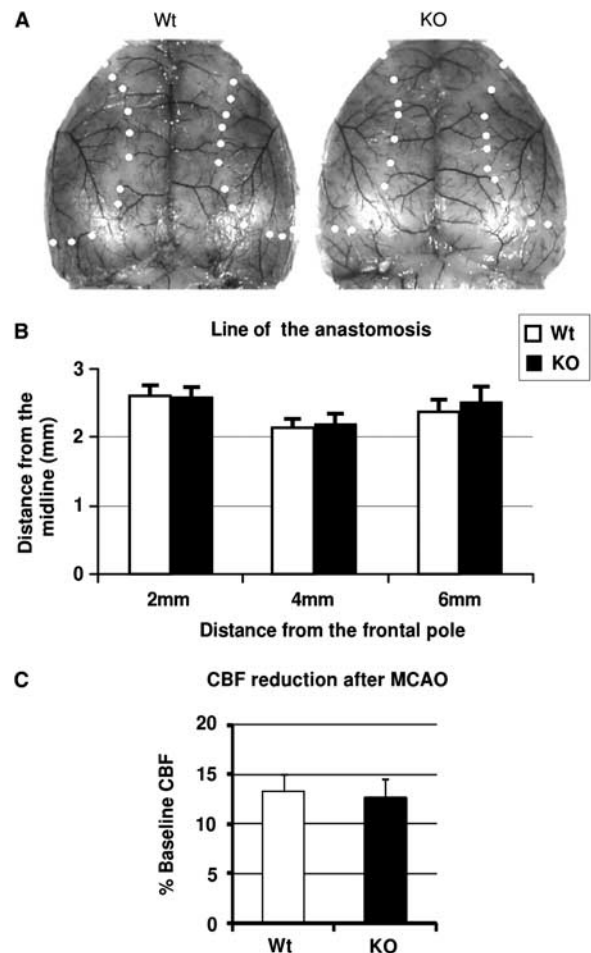 A
Wt
KO
B
Line of the anastomosis
Wt
KO
Distance from the
midline (mm)
3
2
1
0
2mm
4mm
6mm
Distance from the frontal pole
C
CBF reduction after MCAO
% Baseline CBF
20
15
10
5
0
Wt
KO